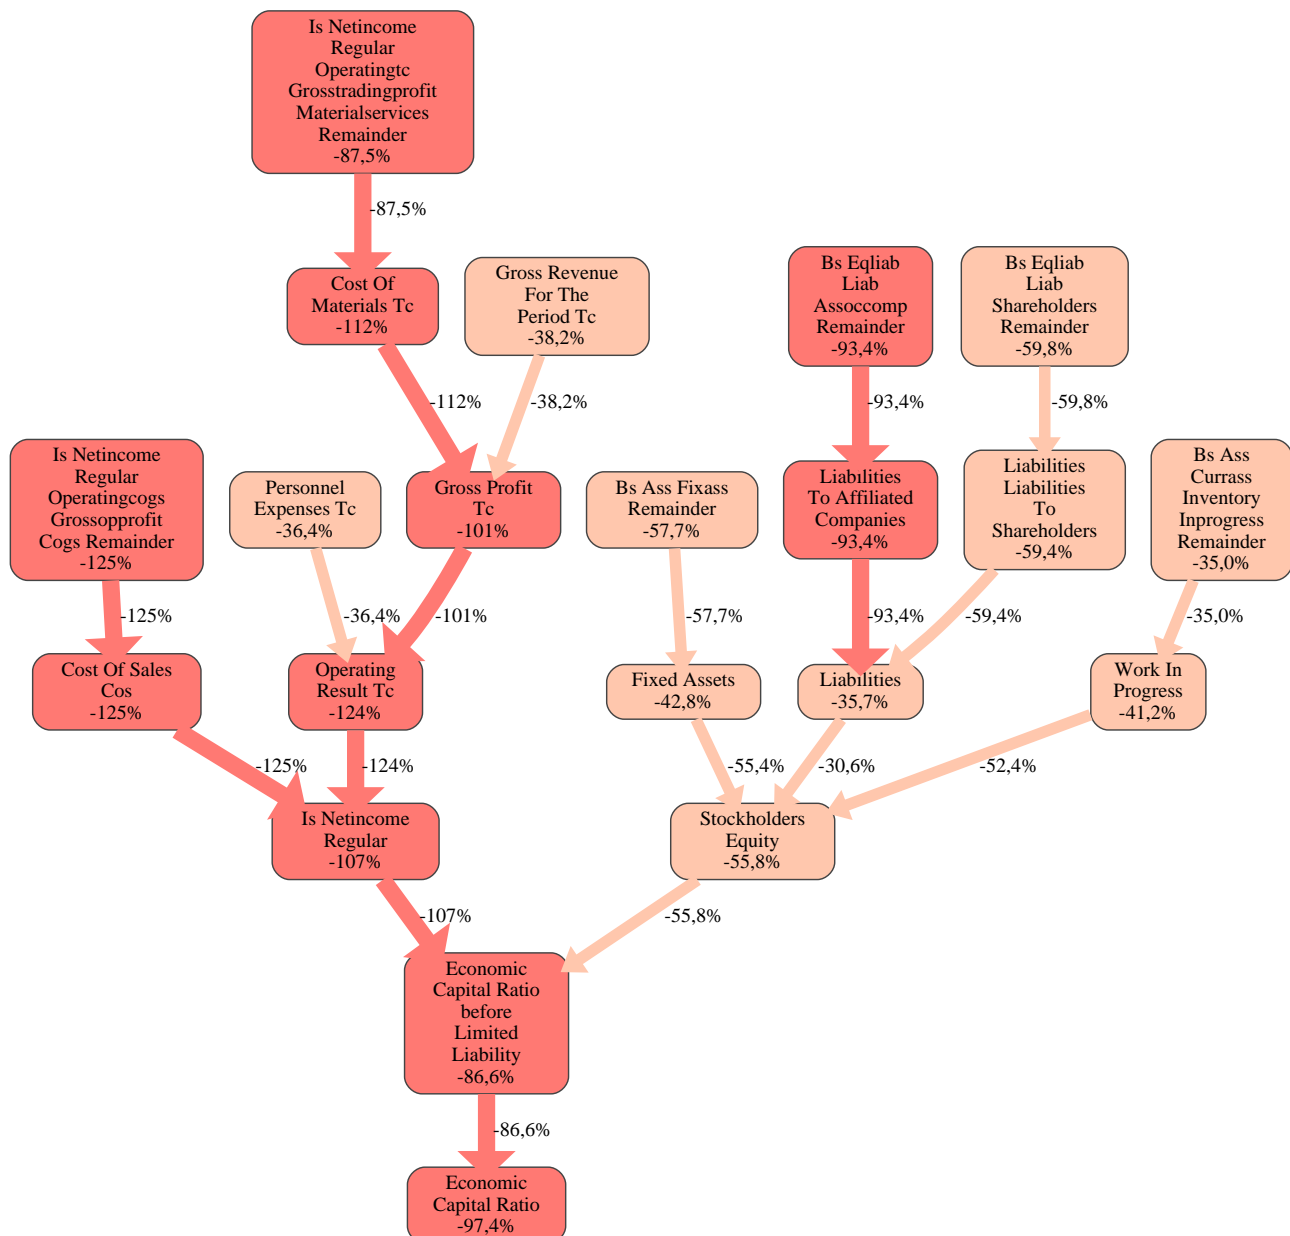 Is Netincome
Regular
Operatingtc
Grosstradingprofit
Materialservices
Remainder
-87,5%
-87,5%
Cost Of
Materials Tc
-112%
Gross Revenue
For The
Period Tc
-38,2%
Bs Eqliab
Liab
Assoccomp
Remainder
-93,4%
Bs Eqliab
Liab
Shareholders
Remainder
-59,8%
-112%
-38,2%
-93,4%
-59,8%
Is Netincome
Regular
Operatingcogs
Grossopprofit
Cogs Remainder
-125%
Personnel
Expenses Tc
-36,4%
Gross Profit
Tc
-101%
Bs Ass Fixass
Remainder
-57,7%
Liabilities
To Affiliated
Companies
-93,4%
Liabilities
Liabilities
To
Shareholders
-59,4%
Bs Ass
Currass
Inventory
Inprogress
Remainder
-35,0%
-125%
-36,4%
-101%
-57,7%
-93,4%
-59,4%
-35,0%
Cost Of Sales
Cos
-125%
Operating
Result Tc
-124%
Fixed Assets
-42,8%
Liabilities
-35,7%
Work In
Progress
-41,2%
-125%
-124%
-55,4%
-30,6%
-52,4%
Is Netincome
Regular
-107%
Stockholders
Equity
-55,8%
-107%
-55,8%
Economic
Capital Ratio
before
Limited
Liability
-86,6%
-86,6%
Economic
Capital Ratio
-97,4%